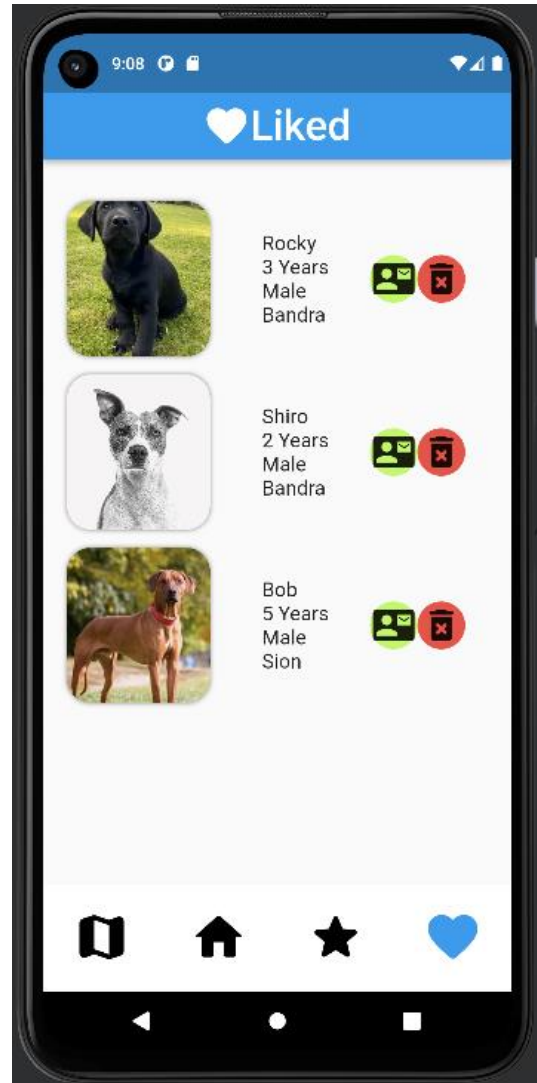 9:08
Liked
Rocky
3 Years
Male
Bandra
Shiro
2 Years
Male
Bandra
Bob
5 Years
Male
Sion